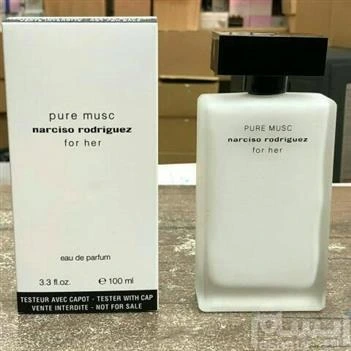 pure musc
narciso rodriguez
for her
eau de parfum
3.3 fl.oz. ℮ 100 ml
TESTEUR AVEC CAPOT - TESTER WITH CAP
VENTE INTERDITE - NOT FOR SALE
PURE MUSC
narciso rodriguez
for her